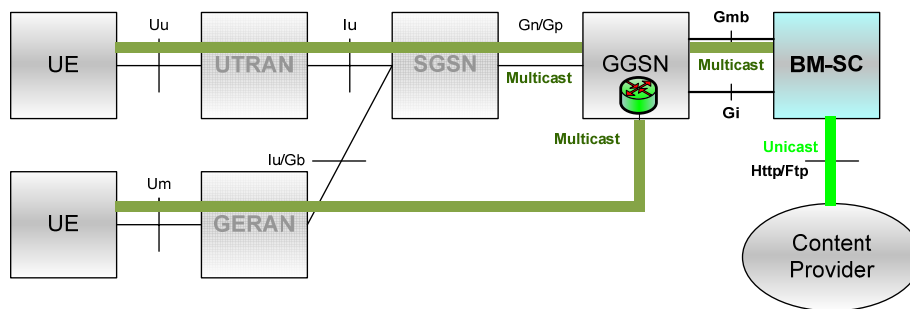 Uu
Iu
Gn/Gp
Gmb
UE
UTRAN
SGSN
GGSN
BM-SC
Multicast
Multicast
Gi
Multicast
Unicast
Http/Ftp
Iu/Gb
Um
UE
GERAN
Content
Provider